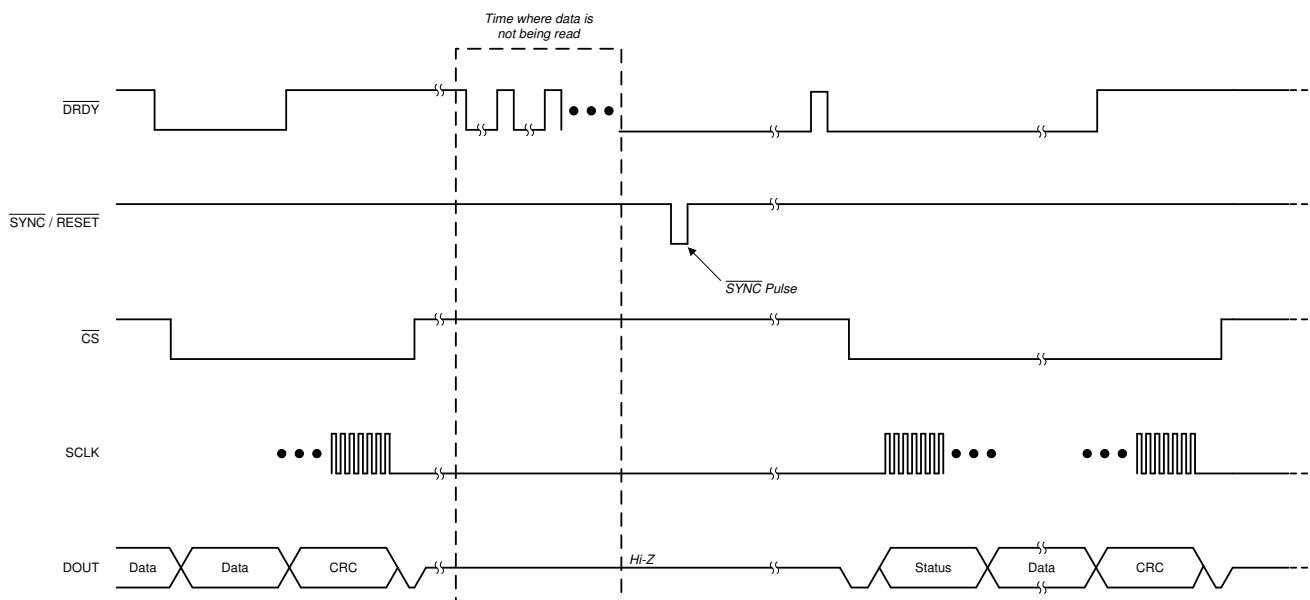 Time where data is
not being read
DRDY
SYNC / RESET
SYNC Pulse
CS
SCLK
Hi-Z
DOUT
Data
Data
CRC
Status
Data
CRC